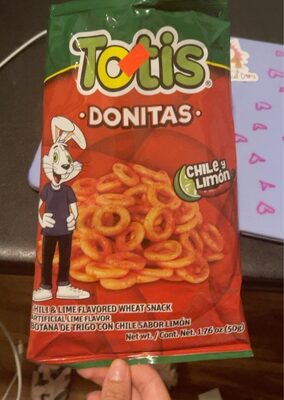 Totis®
·DONITAS·
CHILE y
LIMÓN
CHILI & LIME FLAVORED WHEAT SNACK
ARTIFICIAL LIME FLAVOR
BOTANA DE TRIGO CON CHILE SABOR LIMÓN
Net wt. / Cont. Net. 1.76 oz (50g)